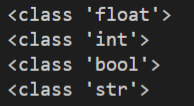 <class 'float'>
<class 'int'>
<class 'bool'>
<class 'str'>